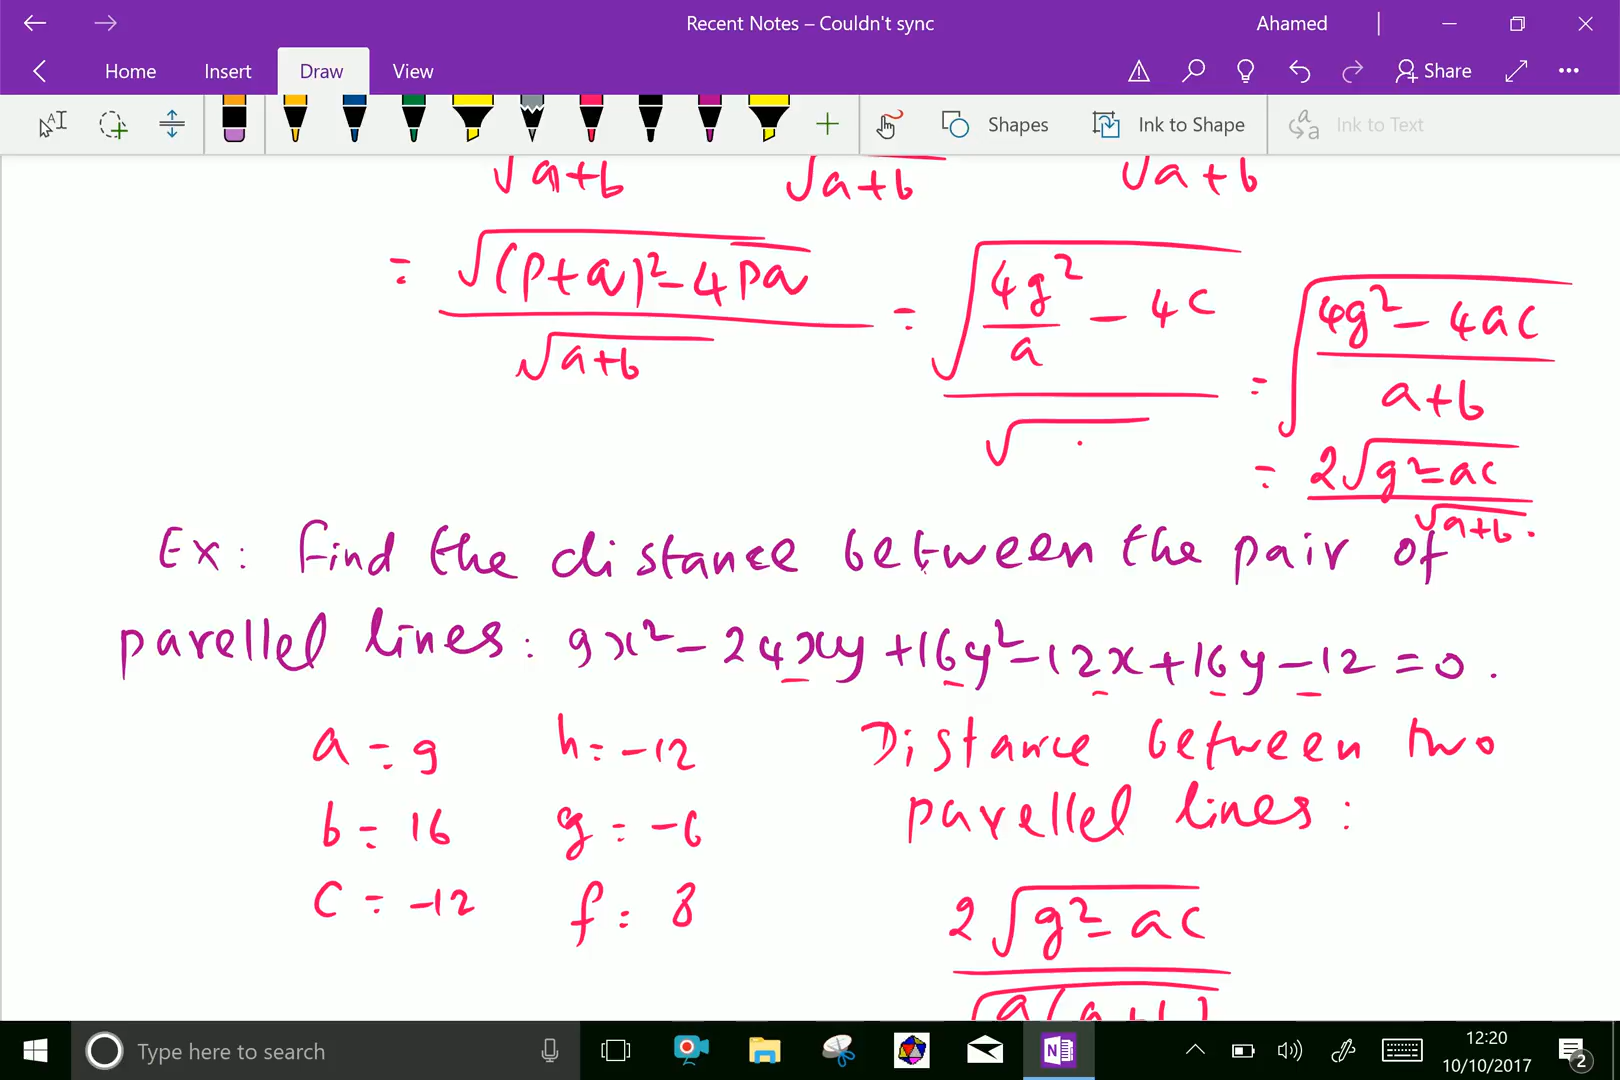 Recent Notes – Couldn't sync
Ahamed
Home Insert Draw View
Share
Shapes
Ink to Shape
Ink to Text
√a+b √a+b √a+b
= √(p+q)²-4pq / √a+b = √(4g²/a - 4c) / √ . = √(4g²-4ac / a+b)
= 2√g²-ac / √a+b .
Ex: Find the distance between the pair of
parellel lines: 9x²-24xy+16y²-12x+16y-12=0.
a=9 h=-12 Distance between two
b=16 g=-6 parellel lines:
c=-12 f=8
2√g²-ac / √a(a+b)
Type here to search
12:20
10/10/2017
2